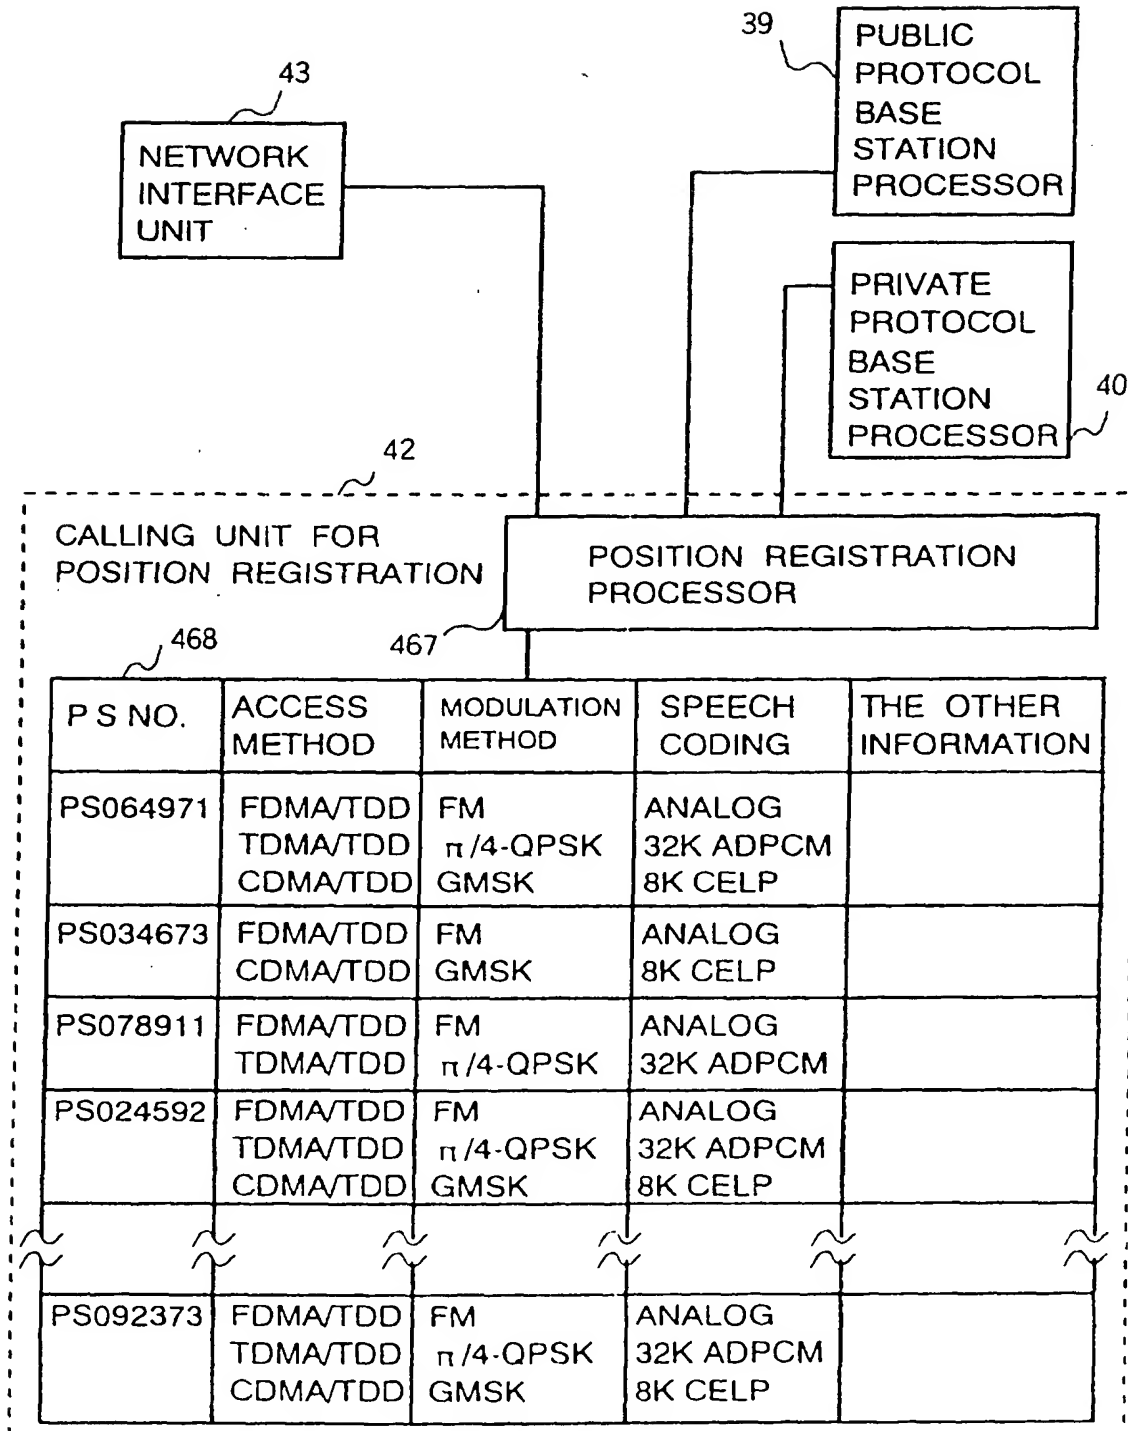 39
PUBLIC
PROTOCOL
BASE
STATION
PROCESSOR
43
NETWORK
INTERFACE
UNIT
PRIVATE
PROTOCOL
BASE
STATION
PROCESSOR
40
42
CALLING UNIT FOR
POSITION REGISTRATION
POSITION REGISTRATION
PROCESSOR
467
468
PS NO. ACCESS METHOD MODULATION METHOD SPEECH CODING THE OTHER INFORMATION
PS064971 FDMA/TDD FM ANALOG
TDMA/TDD π/4-QPSK 32K ADPCM
CDMA/TDD GMSK 8K CELP
PS034673 FDMA/TDD FM ANALOG
CDMA/TDD GMSK 8K CELP
PS078911 FDMA/TDD FM ANALOG
TDMA/TDD π/4-QPSK 32K ADPCM
PS024592 FDMA/TDD FM ANALOG
TDMA/TDD π/4-QPSK 32K ADPCM
CDMA/TDD GMSK 8K CELP
PS092373 FDMA/TDD FM ANALOG
TDMA/TDD π/4-QPSK 32K ADPCM
CDMA/TDD GMSK 8K CELP